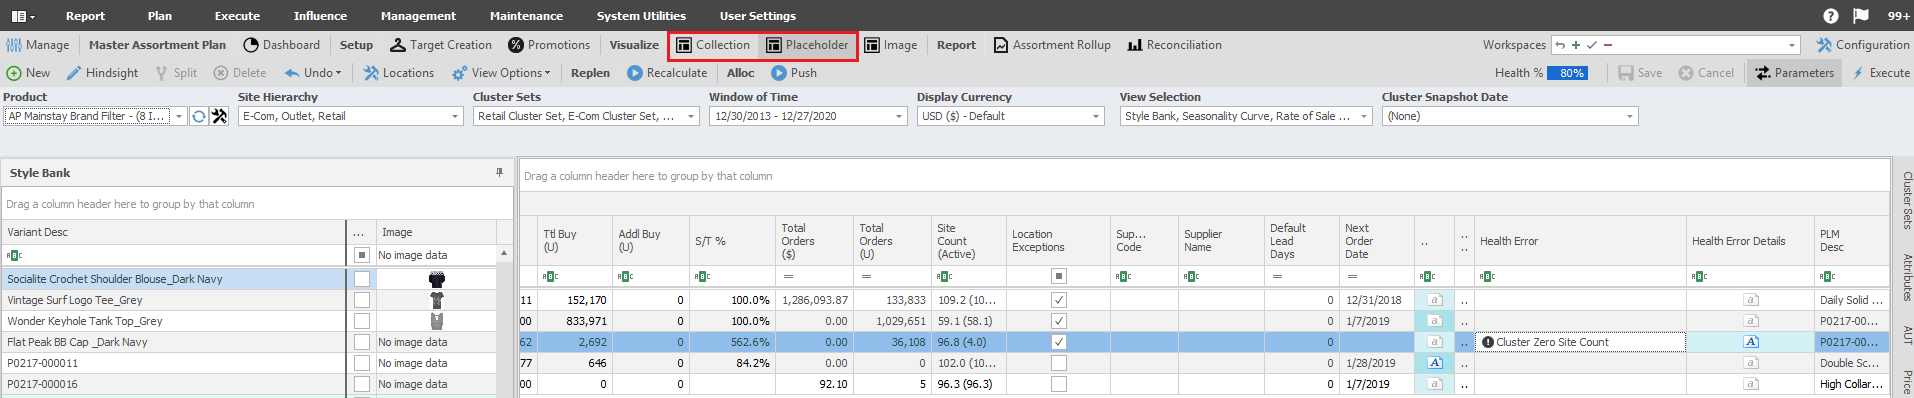 Report Plan Execute Influence Management Maintenance System Utilities User Settings 99+
Manage Master Assortment Plan Dashboard Setup Target Creation Promotions Visualize Collection Placeholder Image Report Assortment Rollup Reconciliation Workspaces Configuration
New Hindsight Split Delete Undo Locations View Options Replen Recalculate Alloc Push Health % 80% Save Cancel Parameters Execute
Product Site Hierarchy Cluster Sets Window of Time Display Currency View Selection Cluster Snapshot Date
AP Mainstay Brand Filter - (8 I... E-Com, Outlet, Retail Retail Cluster Set, E-Com Cluster Set, ... 12/30/2013 - 12/27/2020 USD ($) - Default Style Bank, Seasonality Curve, Rate of Sale ... (None)
Style Bank
Drag a column header here to group by that column
Variant Desc ... Image
ABC No image data
Socialite Crochet Shoulder Blouse_Dark Navy
Vintage Surf Logo Tee_Grey
Wonder Keyhole Tank Top_Grey
Flat Peak BB Cap _Dark Navy No image data
P0217-000011 No image data
P0217-000016 No image data
Drag a column header here to group by that column
Ttl Buy (U) Addl Buy (U) S/T % Total Orders ($) Total Orders (U) Site Count (Active) Location Exceptions Sup... Code Supplier Name Default Lead Days Next Order Date .. .. .. Health Error Health Error Details PLM Desc
ABC ABC ABC = = ABC ABC ABC = = ABC ABC ABC ABC
11 152,170 0 100.0% 1,286,093.87 133,833 109.2 (10... 0 12/31/2018 a .. a Daily Solid ...
00 833,971 0 100.0% 0.00 1,029,651 59.1 (58.1) 0 1/7/2019 a .. a P0217-00...
62 2,692 0 562.6% 0.00 36,108 96.8 (4.0) 0 a .. Cluster Zero Site Count A P0217-00...
77 646 0 84.2% 0.00 0 102.0 (10... 0 1/28/2019 A .. a Double Sc...
00 0 0 92.10 5 96.3 (96.3) 0 1/7/2019 a .. a High Collar...
Cluster Sets
Attributes
AUT
Price